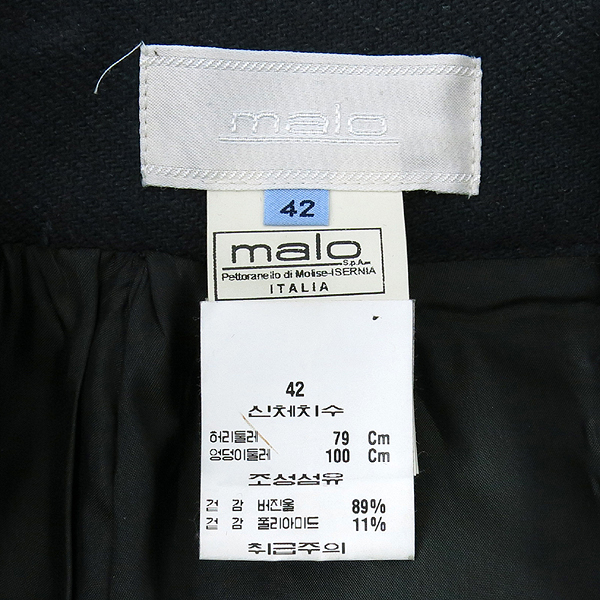 malo
42
malo
S.p.A.
Pettoranello di Molise-ISERNIA
ITALIA
42
신체치수
허리둘레 79 Cm
엉덩이둘레 100 Cm
조성섬유
겉 감 버진울 89%
겉 감 폴리아미드 11%
취급주의